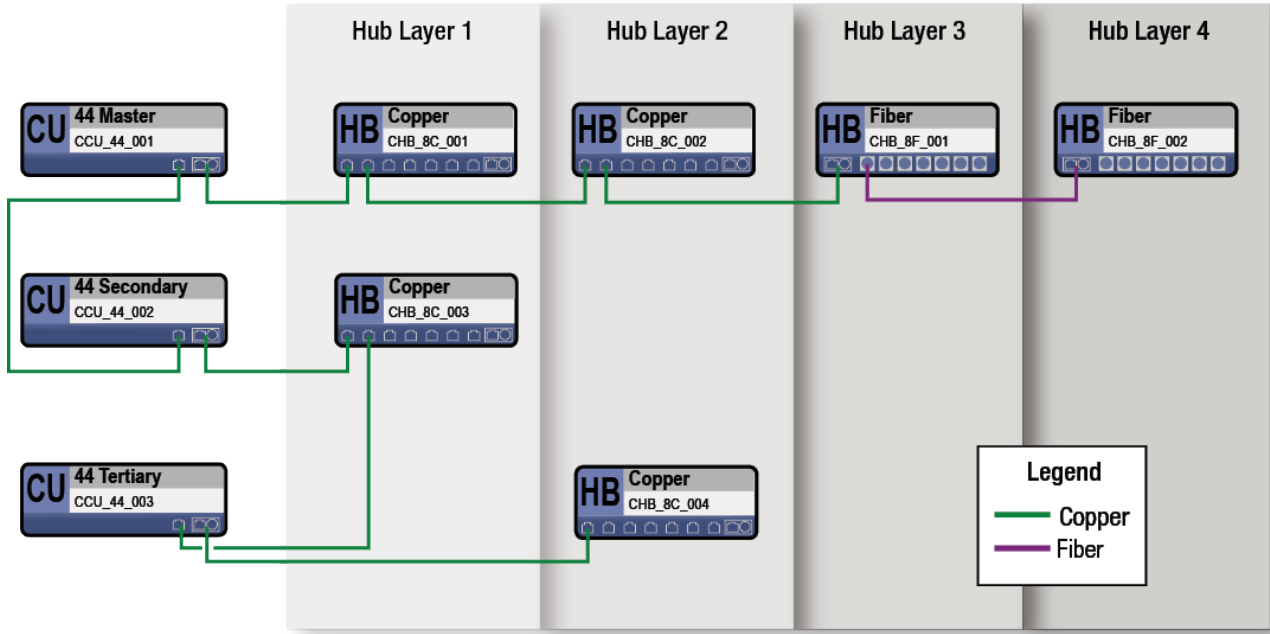 Hub Layer 1
Hub Layer 2
Hub Layer 3
Hub Layer 4
CU
44 Master
CCU_44_001
HB
Copper
CHB_8C_001
HB
Copper
CHB_8C_002
HB
Fiber
CHB_8F_001
HB
Fiber
CHB_8F_002
CU
44 Secondary
CCU_44_002
HB
Copper
CHB_8C_003
CU
44 Tertiary
CCU_44_003
HB
Copper
CHB_8C_004
Legend
Copper
Fiber